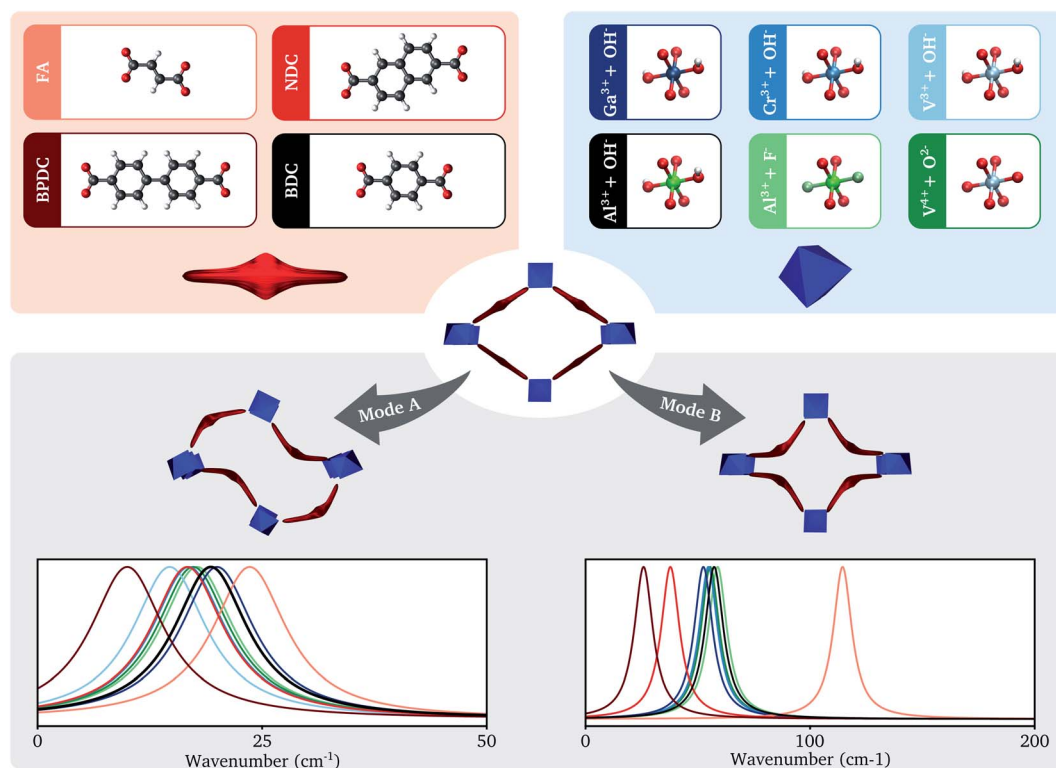 FA
NDC
BPDC
BDC
Ga³⁺ + OH⁻
Cr³⁺ + OH⁻
V³⁺ + OH⁻
Al³⁺ + OH⁻
Al³⁺ + F⁻
V⁴⁺ + O²⁻
Mode A
Mode B
0
25
50
Wavenumber (cm⁻¹)
0
100
200
Wavenumber (cm-1)